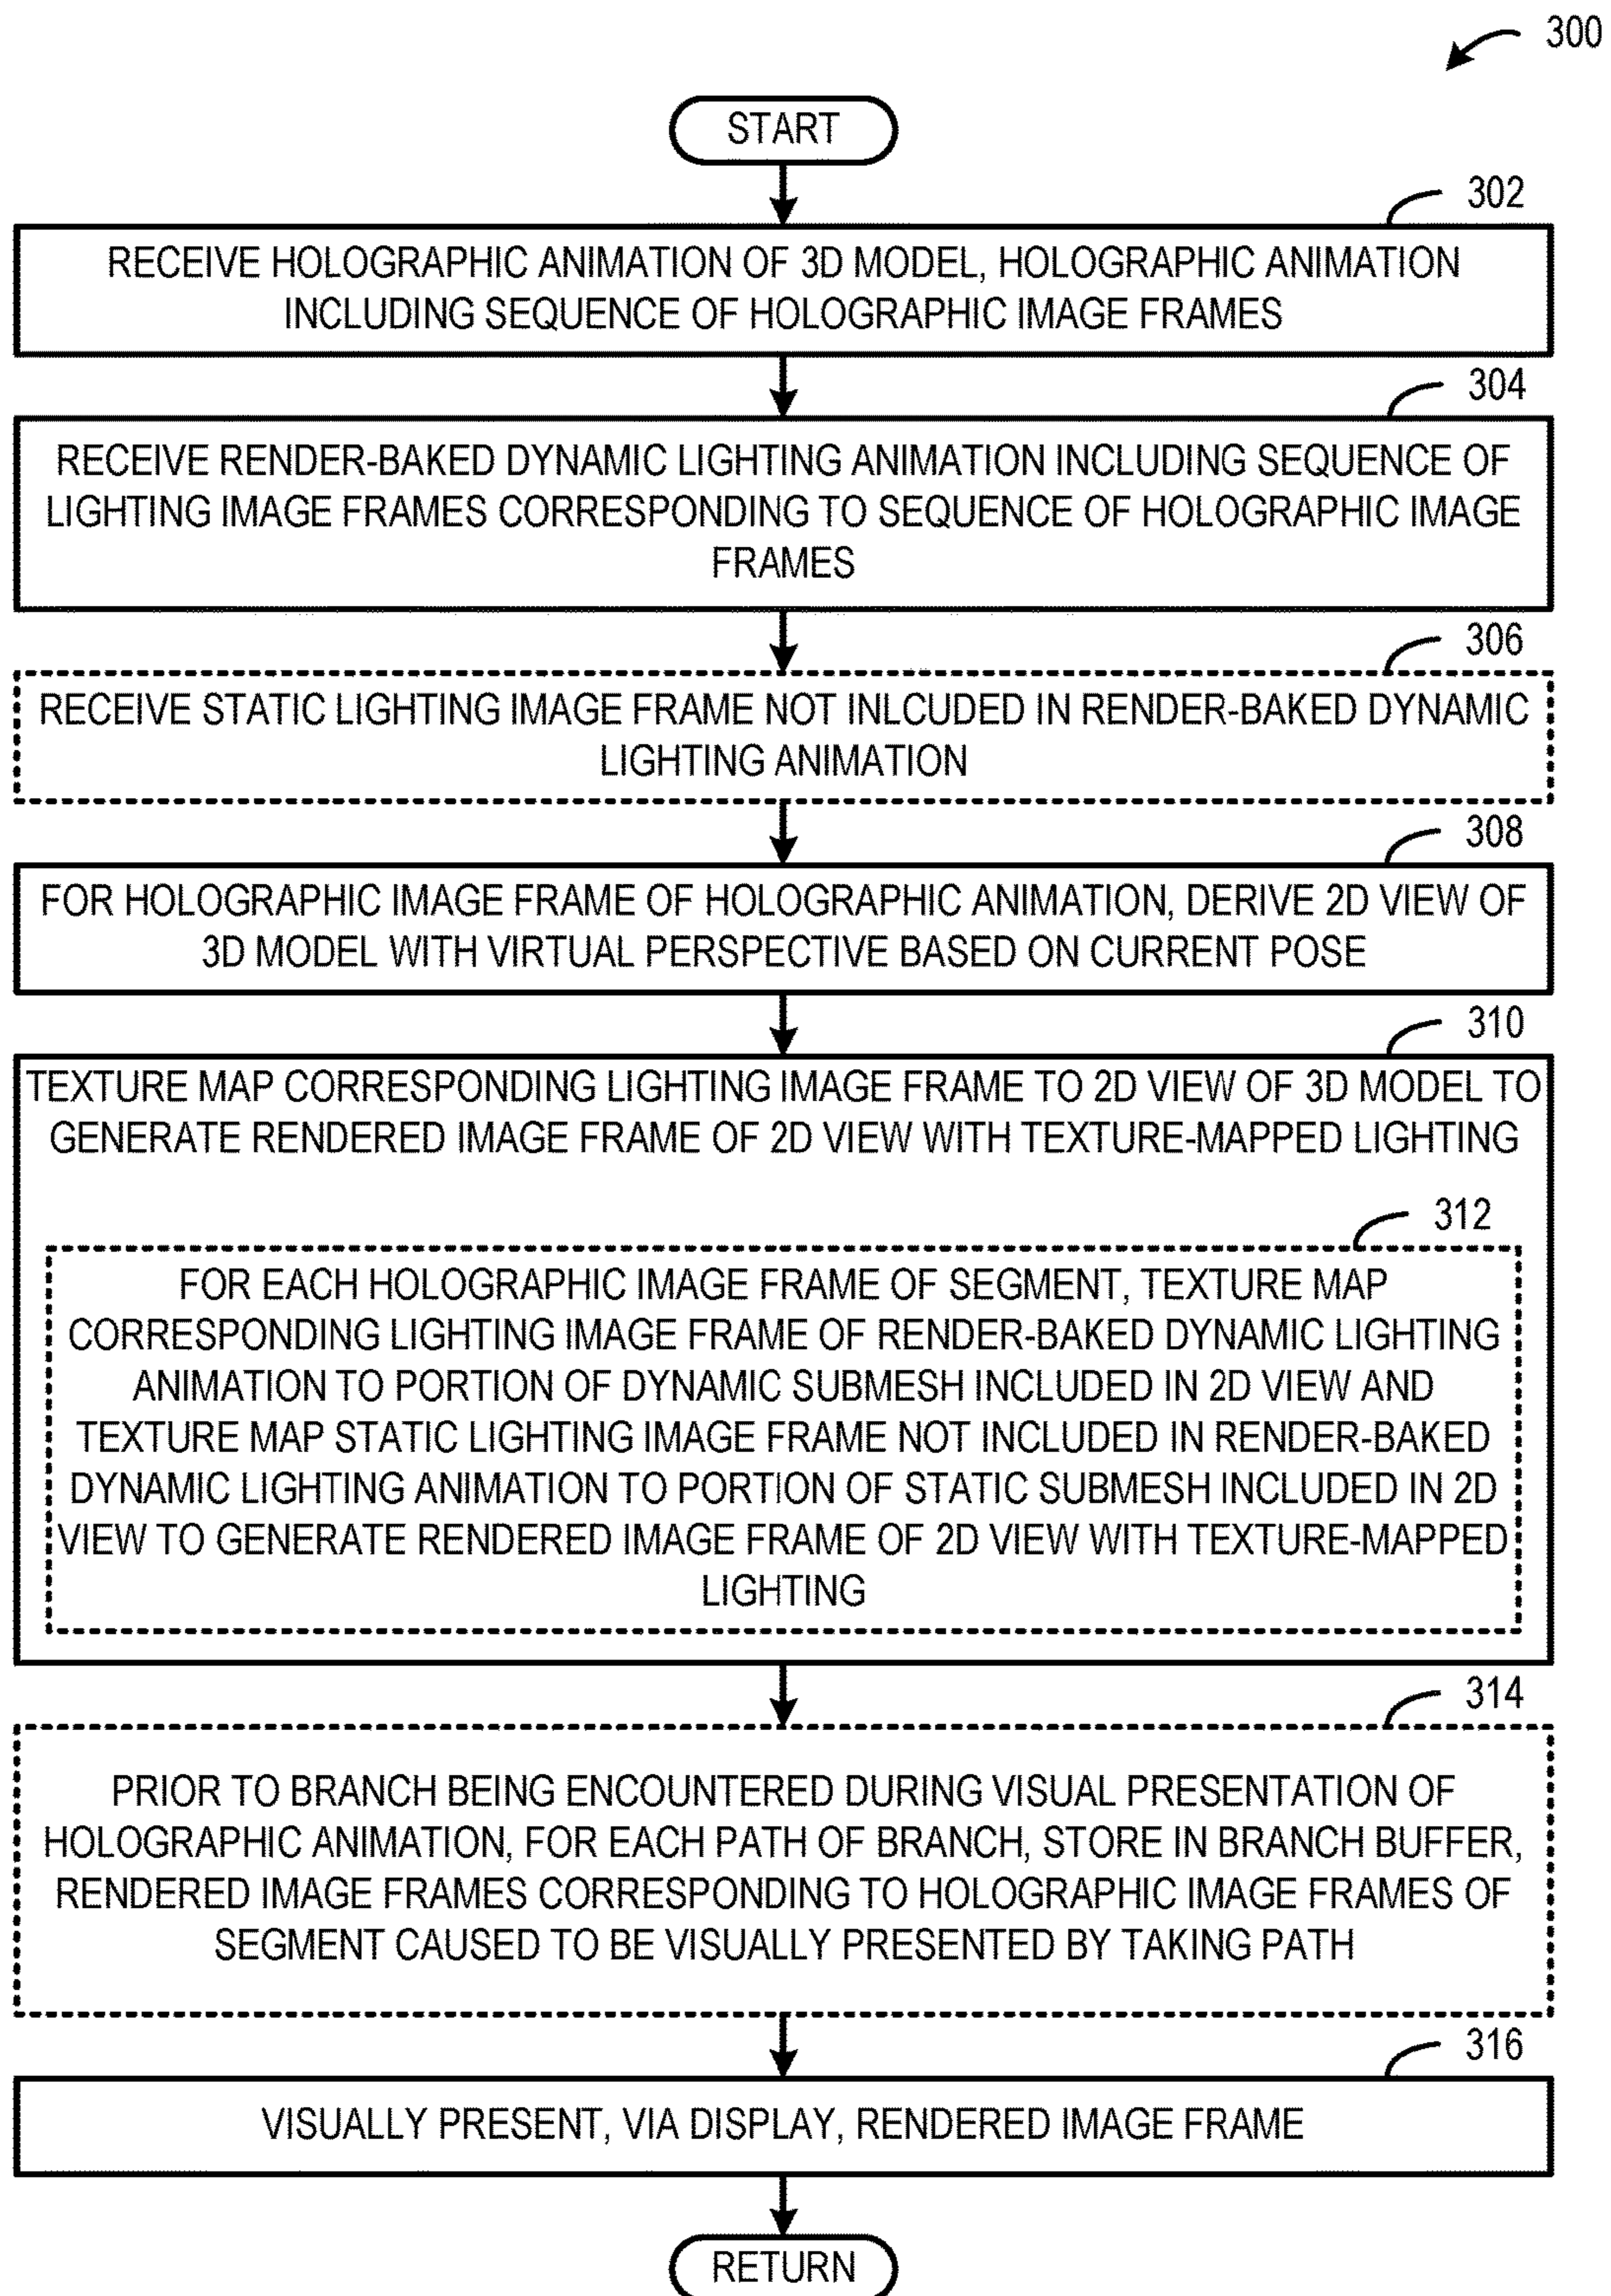 300
START
302
RECEIVE HOLOGRAPHIC ANIMATION OF 3D MODEL, HOLOGRAPHIC ANIMATION
INCLUDING SEQUENCE OF HOLOGRAPHIC IMAGE FRAMES
304
RECEIVE RENDER-BAKED DYNAMIC LIGHTING ANIMATION INCLUDING SEQUENCE OF
LIGHTING IMAGE FRAMES CORRESPONDING TO SEQUENCE OF HOLOGRAPHIC IMAGE
FRAMES
306
RECEIVE STATIC LIGHTING IMAGE FRAME NOT INLCUDED IN RENDER-BAKED DYNAMIC
LIGHTING ANIMATION
308
FOR HOLOGRAPHIC IMAGE FRAME OF HOLOGRAPHIC ANIMATION, DERIVE 2D VIEW OF
3D MODEL WITH VIRTUAL PERSPECTIVE BASED ON CURRENT POSE
310
TEXTURE MAP CORRESPONDING LIGHTING IMAGE FRAME TO 2D VIEW OF 3D MODEL TO
GENERATE RENDERED IMAGE FRAME OF 2D VIEW WITH TEXTURE-MAPPED LIGHTING
312
FOR EACH HOLOGRAPHIC IMAGE FRAME OF SEGMENT, TEXTURE MAP
CORRESPONDING LIGHTING IMAGE FRAME OF RENDER-BAKED DYNAMIC LIGHTING
ANIMATION TO PORTION OF DYNAMIC SUBMESH INCLUDED IN 2D VIEW AND
TEXTURE MAP STATIC LIGHTING IMAGE FRAME NOT INCLUDED IN RENDER-BAKED
DYNAMIC LIGHTING ANIMATION TO PORTION OF STATIC SUBMESH INCLUDED IN 2D
VIEW TO GENERATE RENDERED IMAGE FRAME OF 2D VIEW WITH TEXTURE-MAPPED
LIGHTING
314
PRIOR TO BRANCH BEING ENCOUNTERED DURING VISUAL PRESENTATION OF
HOLOGRAPHIC ANIMATION, FOR EACH PATH OF BRANCH, STORE IN BRANCH BUFFER,
RENDERED IMAGE FRAMES CORRESPONDING TO HOLOGRAPHIC IMAGE FRAMES OF
SEGMENT CAUSED TO BE VISUALLY PRESENTED BY TAKING PATH
316
VISUALLY PRESENT, VIA DISPLAY, RENDERED IMAGE FRAME
RETURN